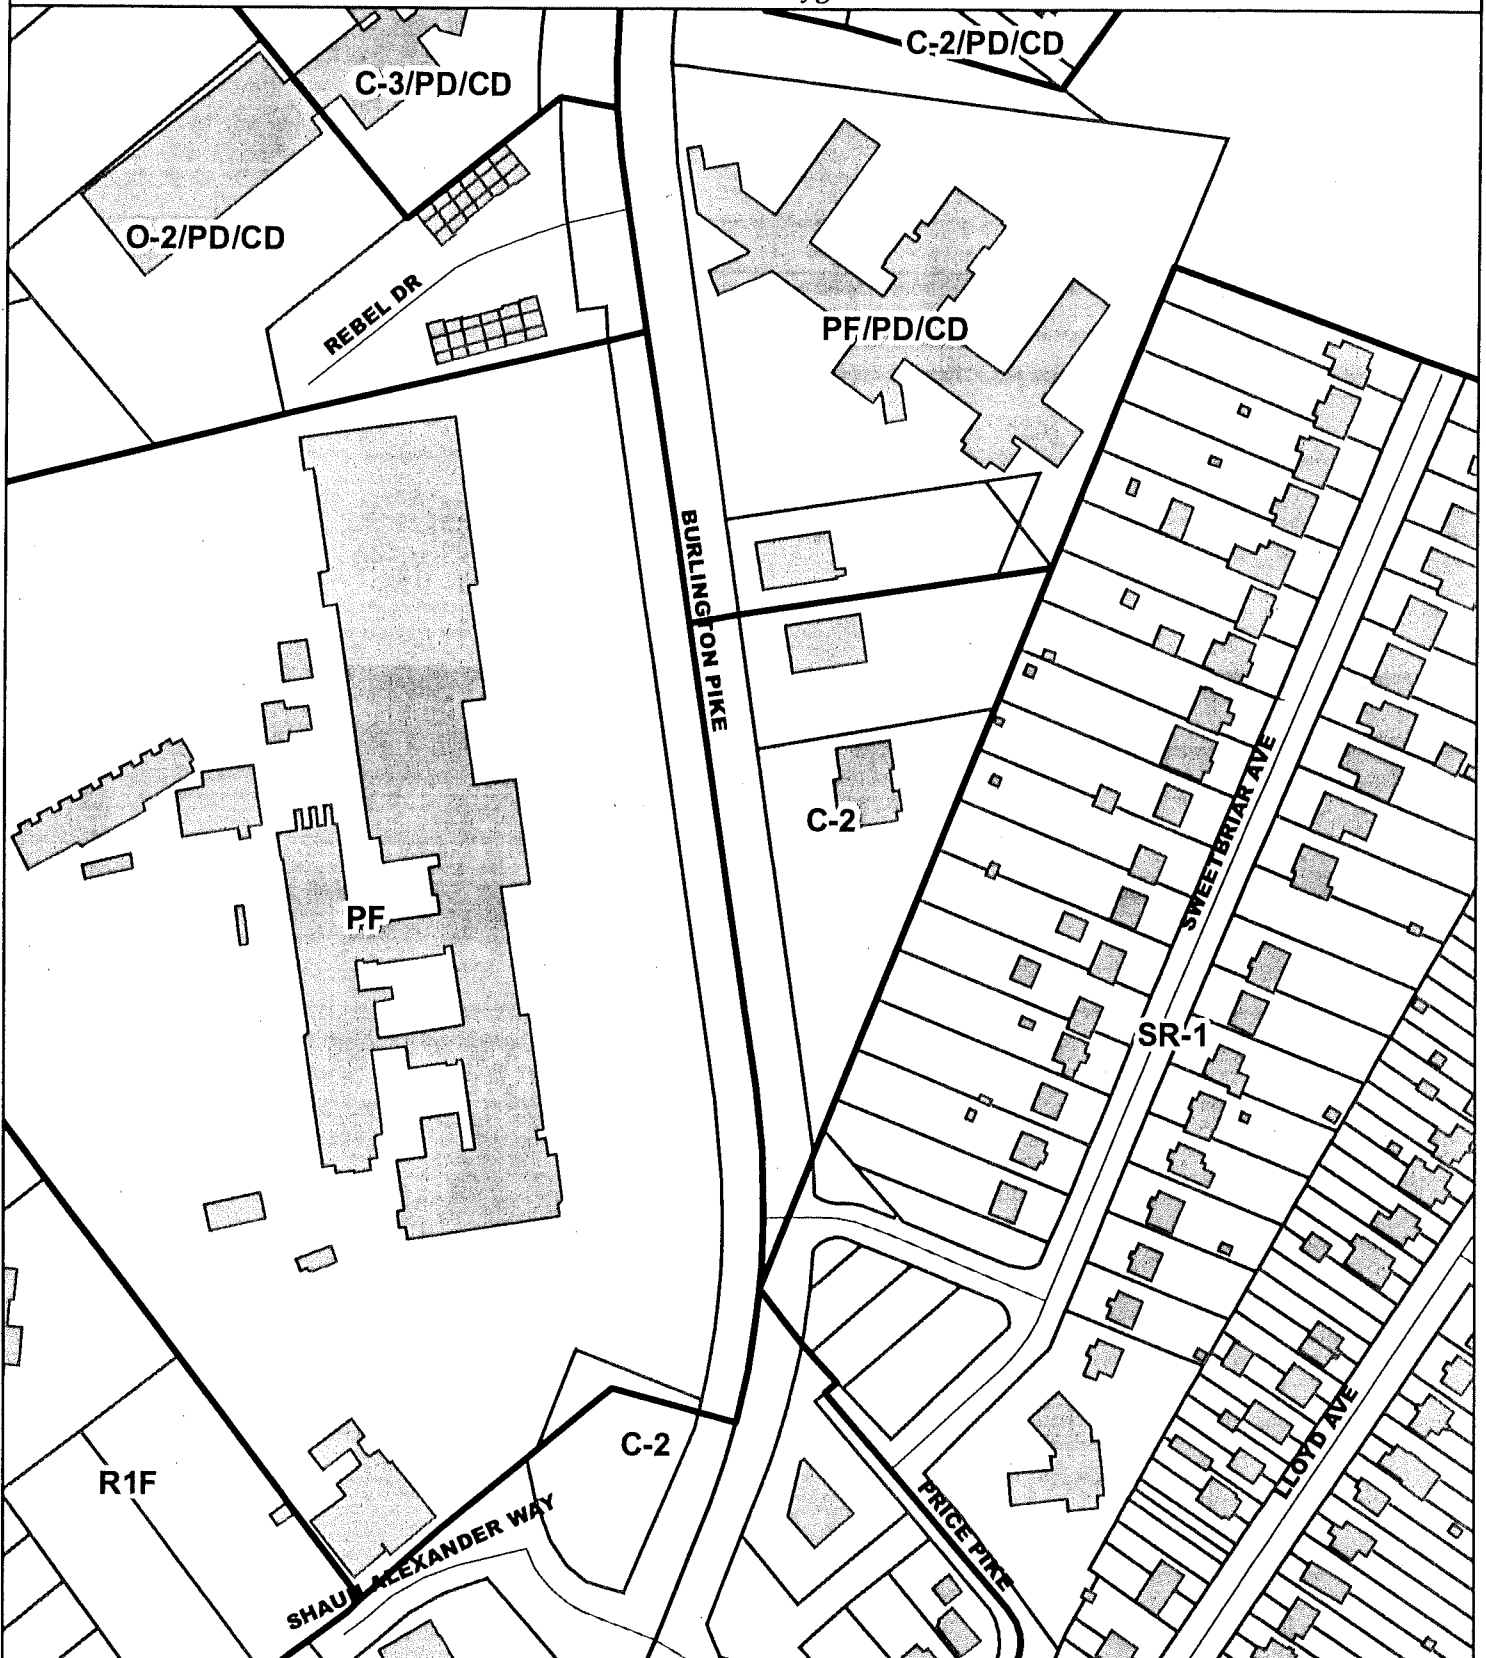 C-2/PD/CD
C-3/PD/CD
O-2/PD/CD
REBEL DR
PF/PD/CD
BURLINGTON PIKE
SWEETBRIAR AVE
C-2
PF
SR-1
C-2
LLOYD AVE
R1F
PRICE PIKE
SHAUN ALEXANDER WAY